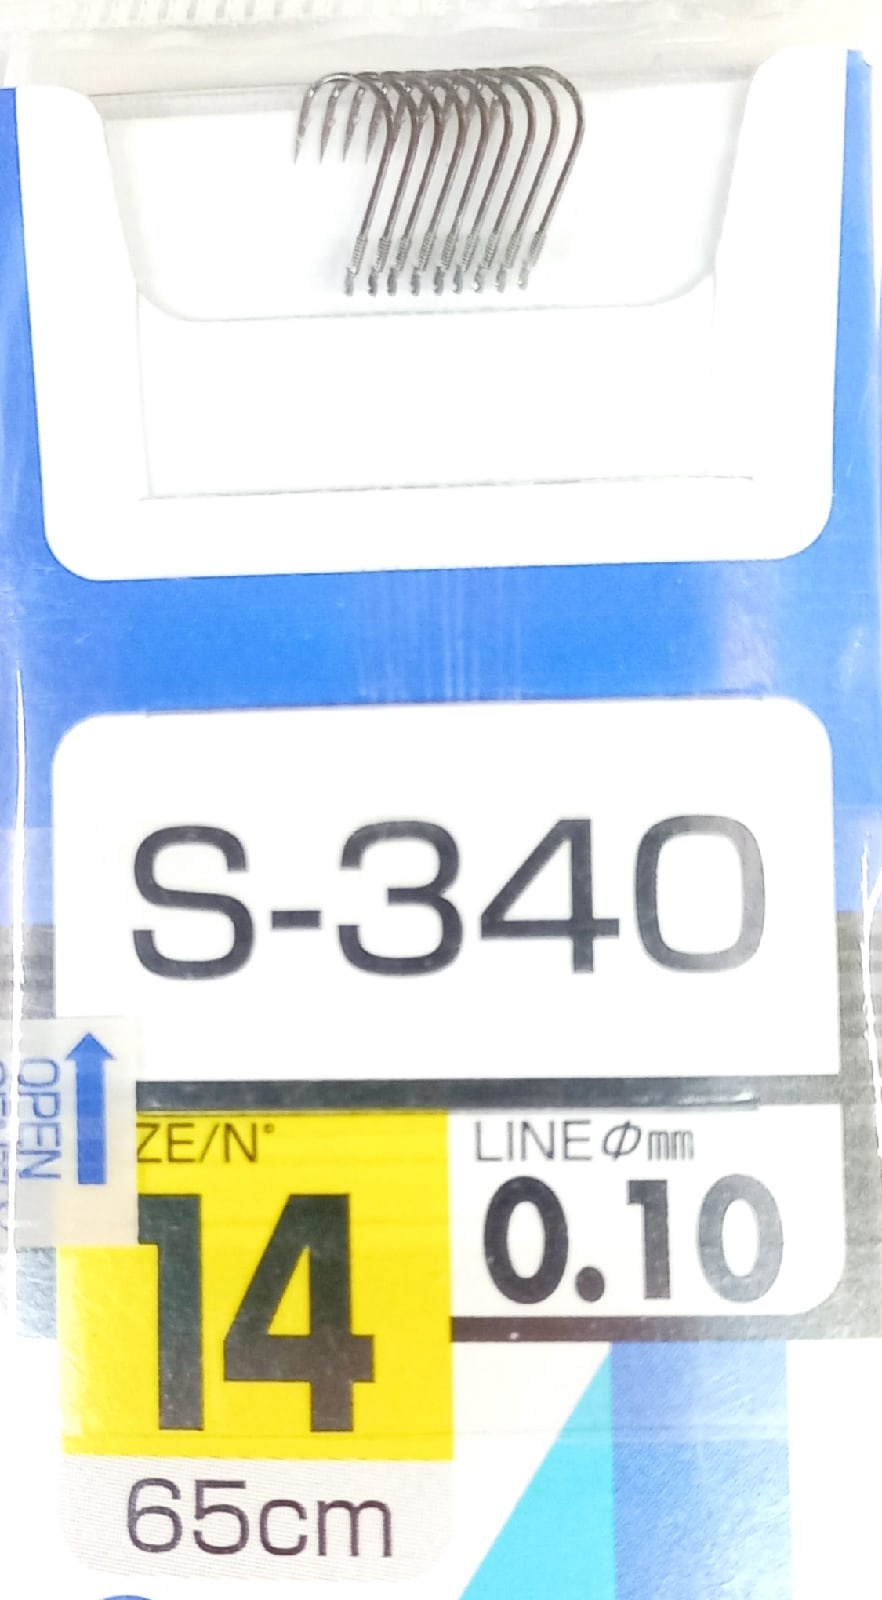 S-340
OPEN
ZE/N°
LINE Φ mm
14
0.10
65cm